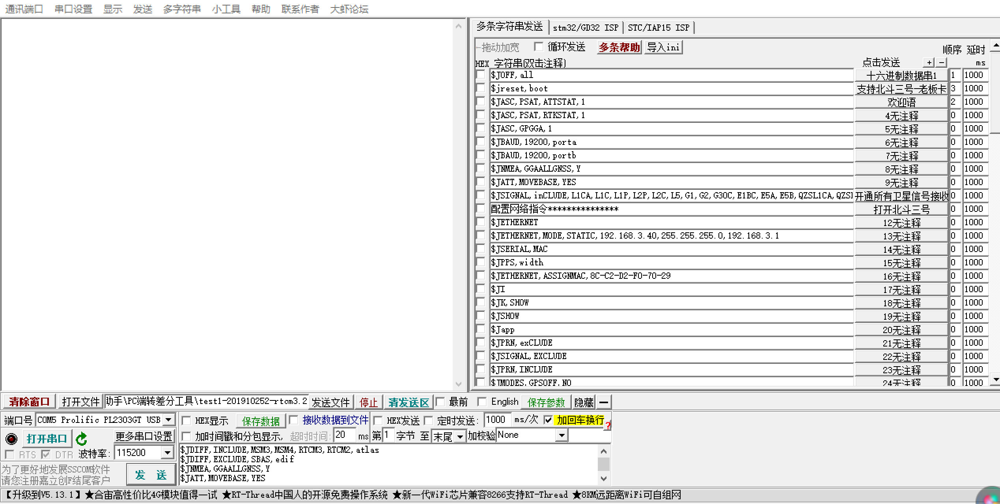 通讯端口 串口设置 显示 发送 多字符串 小工具 帮助 联系作者 大虾论坛
多条字符串发送 stm32/GD32 ISP STC/IAP15 ISP
←拖动加宽 循环发送 多条帮助 导入ini 顺序 延时
HEX 字符串(双击注释) 点击发送 + − ms
$JOFF,all 十六进制数据串1 1 1000
$jreset,boot 支持北斗三号-老板卡 3 1000
$JASC,PSAT,ATTSTAT,1 欢迎语 2 1000
$JASC,PSAT,RTKSTAT,1 4无注释 0 1000
$JASC,GPGGA,1 5无注释 0 1000
$JBAUD,19200,porta 6无注释 0 1000
$JBAUD,19200,portb 7无注释 0 1000
$JNMEA,GGAALLGNSS,Y 8无注释 0 1000
$JATT,MOVEBASE,YES 9无注释 0 1000
$JSIGNAL,inCLUDE,L1CA,L1C,L1P,L2P,L2C,L5,G1,G2,G3OC,E1BC,E5A,E5B,QZSL1CA, 开通所有卫星信号接收 0 1000
配置网络指令*************** 打开北斗三号 0 1000
$JETHERNET 12无注释 0 1000
$JETHERNET,MODE,STATIC,192.168.3.40,255.255.255.0,192.168.3.1 13无注释 0 1000
$JSERIAL,MAC 14无注释 0 1000
$JPPS,width 15无注释 0 1000
$JETHERNET,ASSIGNMAC,8C-C2-D2-F0-70-29 16无注释 0 1000
$JI 17无注释 0 1000
$JK,SHOW 18无注释 0 1000
$JSHOW 19无注释 0 1000
$Japp 20无注释 0 1000
$JPRN,exCLUDE 21无注释 0 1000
$JSIGNAL,EXCLUDE 22无注释 0 1000
$JPRN,INCLUDE 23无注释 0 1000
$JMODES,GPSOFF,NO 24无注释 0 1000
清除窗口 打开文件 助手\PC端转差分工具\test1-201910252-rtcm3.2 发送文件 停止 清发送区 最前 English 保存参数 隐藏 —
端口号 COM5 Prolific PL2303GT USB HEX显示 保存数据 接收数据到文件 HEX发送 定时发送: 1000 ms/次 加回车换行 ?
打开串口 更多串口设置 加时间戳和分包显示, 超时时间: 20 ms 第 1 字节 至 末尾 加校验 None
RTS DTR 波特率: 115200
$JDIFF,INCLUDE,MSM3,MSM4,RTCM3,RTCM2,atlas
$JDIFF,EXCLUDE,SBAS,edif
$JNMEA,GGAALLGNSS,Y
$JATT,MOVEBASE,YES
为了更好地发展SSCOM软件
请您注册嘉立创F结尾客户
发 送
【升级到V5.13.1】★合宙高性价比4G模块值得一试 ★RT-Thread中国人的开源免费操作系统 ★新一代WiFi芯片兼容8266支持RT-Thread ★8KM远距离WiFi可自组网